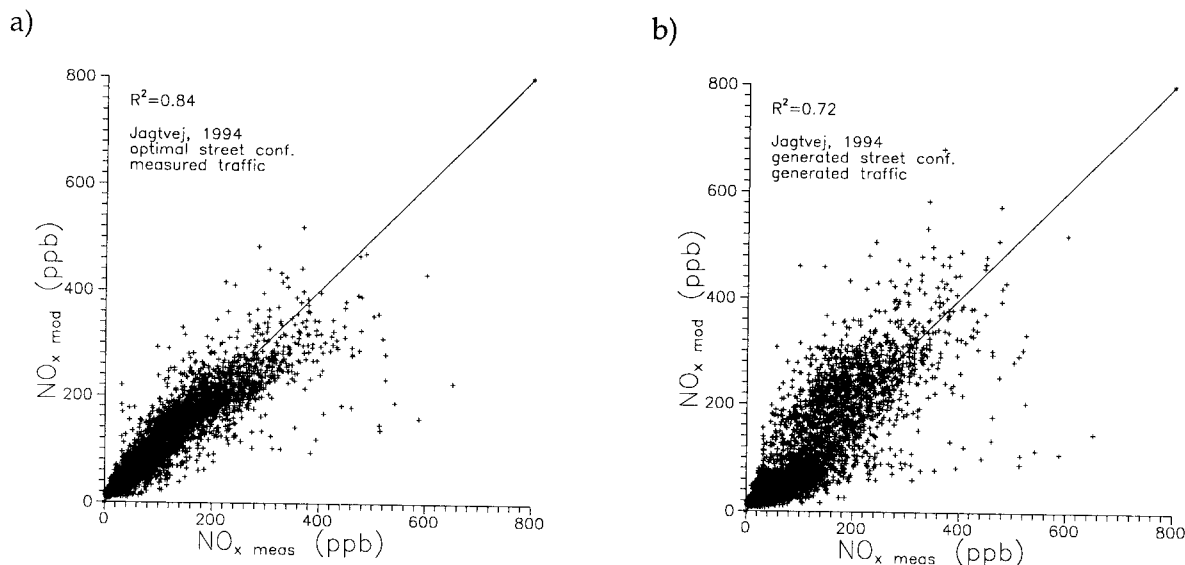 a)
800
600
400
200
0
NOx mod (ppb)
R²=0.84
Jagtvej, 1994
optimal street conf.
measured traffic
0 200 400 600 800
NOx meas (ppb)
b)
800
600
400
200
0
NOx mod (ppb)
R²=0.72
Jagtvej, 1994
generated street conf.
generated traffic
0 200 400 600 800
NOx meas (ppb)